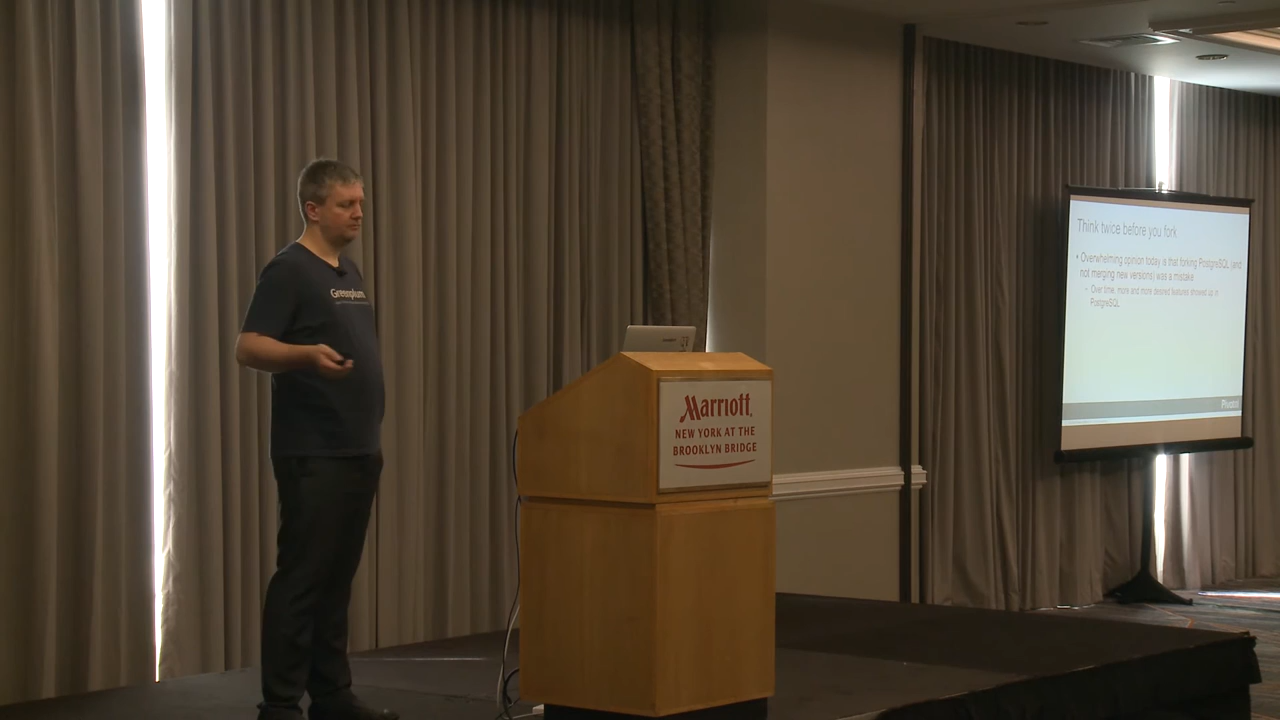 Greenplum
Marriott
NEW YORK AT THE
BROOKLYN BRIDGE
Think twice before you fork
• Overwhelming opinion today is that forking PostgreSQL (and
not merging new versions) was a mistake
- Over time, more and more desired features showed up in
PostgreSQL
Pivotal